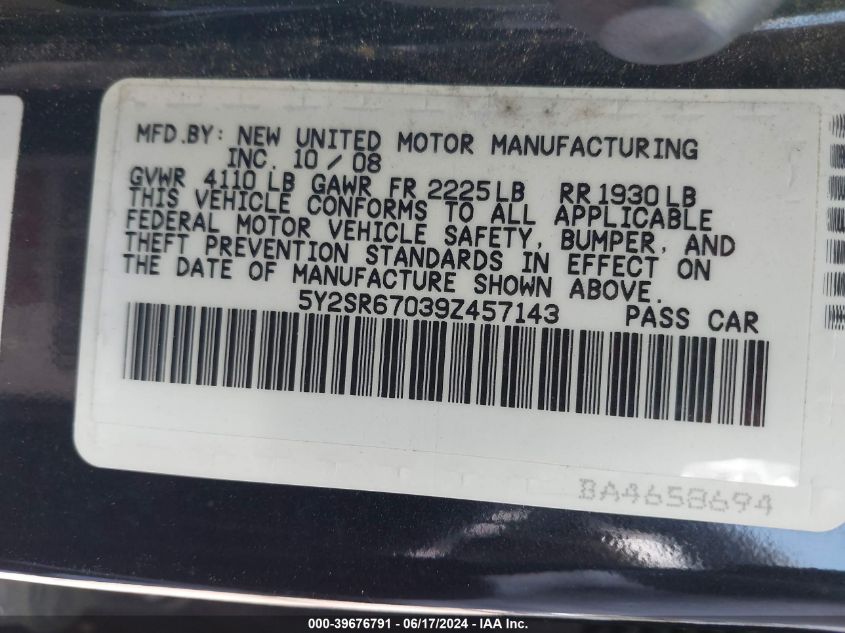 MFD.BY: NEW UNITED MOTOR MANUFACTURING
INC. 10 / 08
GVWR 4110 LB GAWR FR 2225 LB RR 1930 LB
THIS VEHICLE CONFORMS TO ALL APPLICABLE
FEDERAL MOTOR VEHICLE SAFETY, BUMPER, AND
THEFT PREVENTION STANDARDS IN EFFECT ON
THE DATE OF MANUFACTURE SHOWN ABOVE.
5Y2SR67039Z457143 PASS CAR
BA4658694
000-39676791 - 06/17/2024 - IAA Inc.